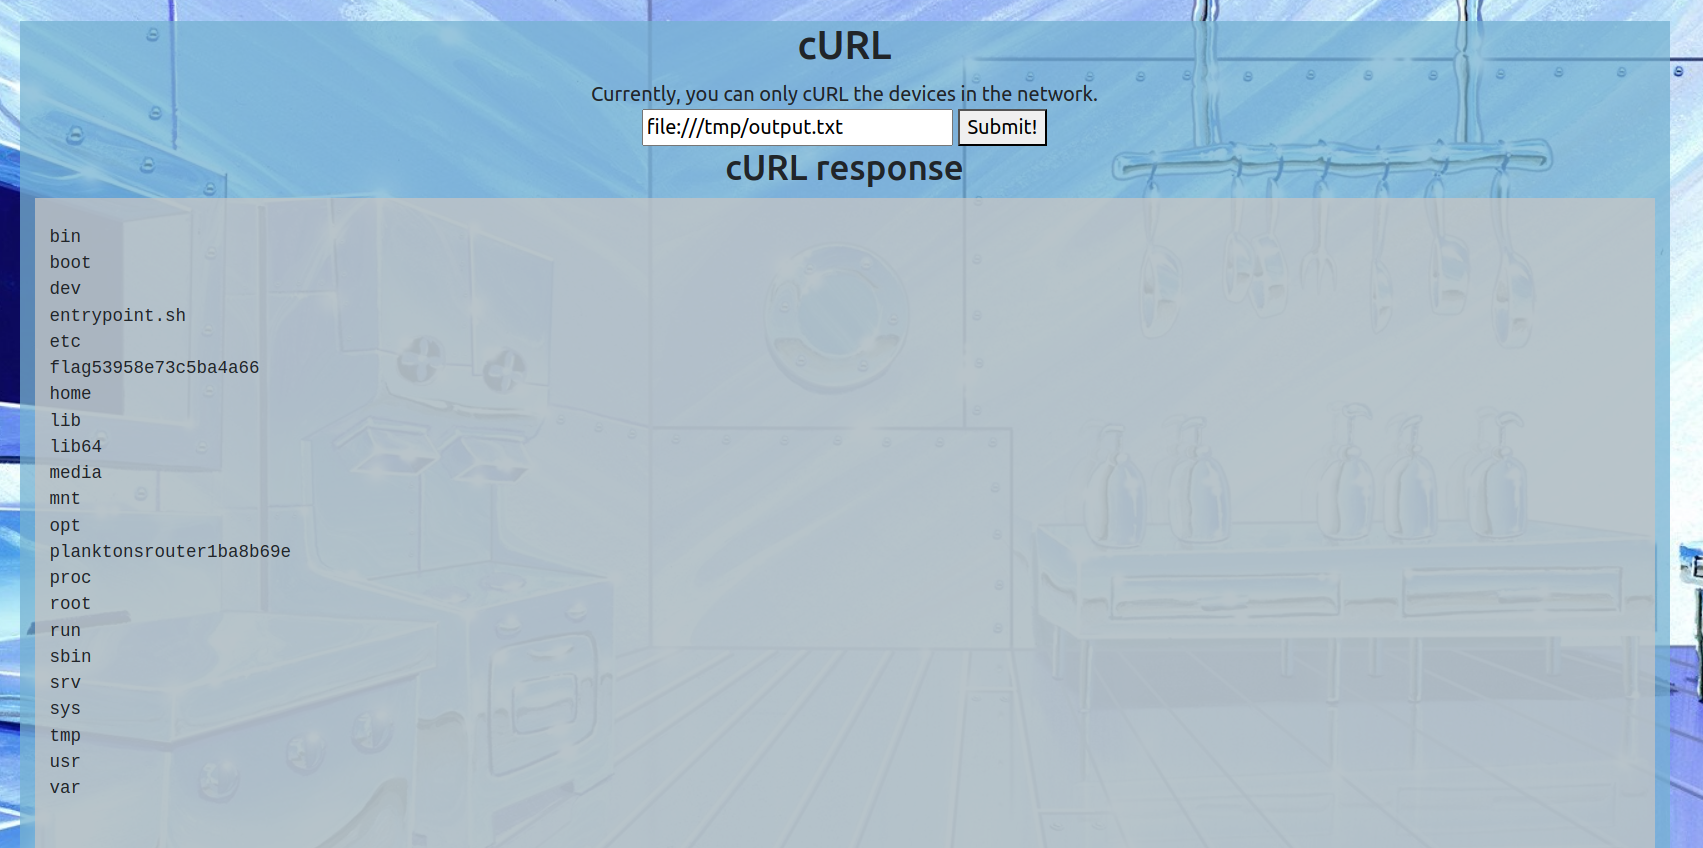 cURL
Currently, you can only cURL the devices in the network.
file:///tmp/output.txt Submit!
cURL response
bin
boot
dev
entrypoint.sh
etc
flag53958e73c5ba4a66
home
lib
lib64
media
mnt
opt
planktonsrouter1ba8b69e
proc
root
run
sbin
srv
sys
tmp
usr
var